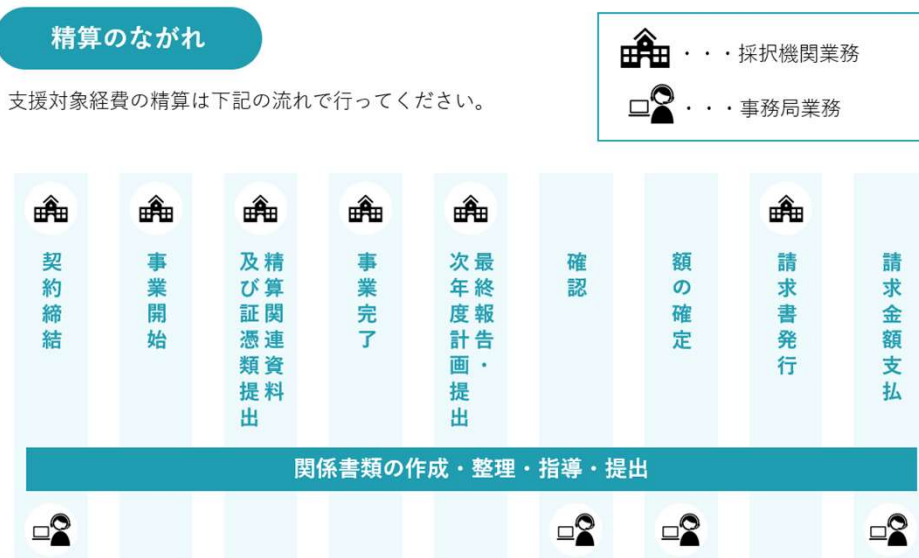 精算のながれ
・・・採択機関業務
支援対象経費の精算は下記の流れで行ってください。
・・・事務局業務
契約締結
事業開始
精算関連資料
及び証憑類提出
事業完了
最終報告・
次年度計画提出
確認
額の確定
請求書発行
請求金額支払
関係書類の作成・整理・指導・提出